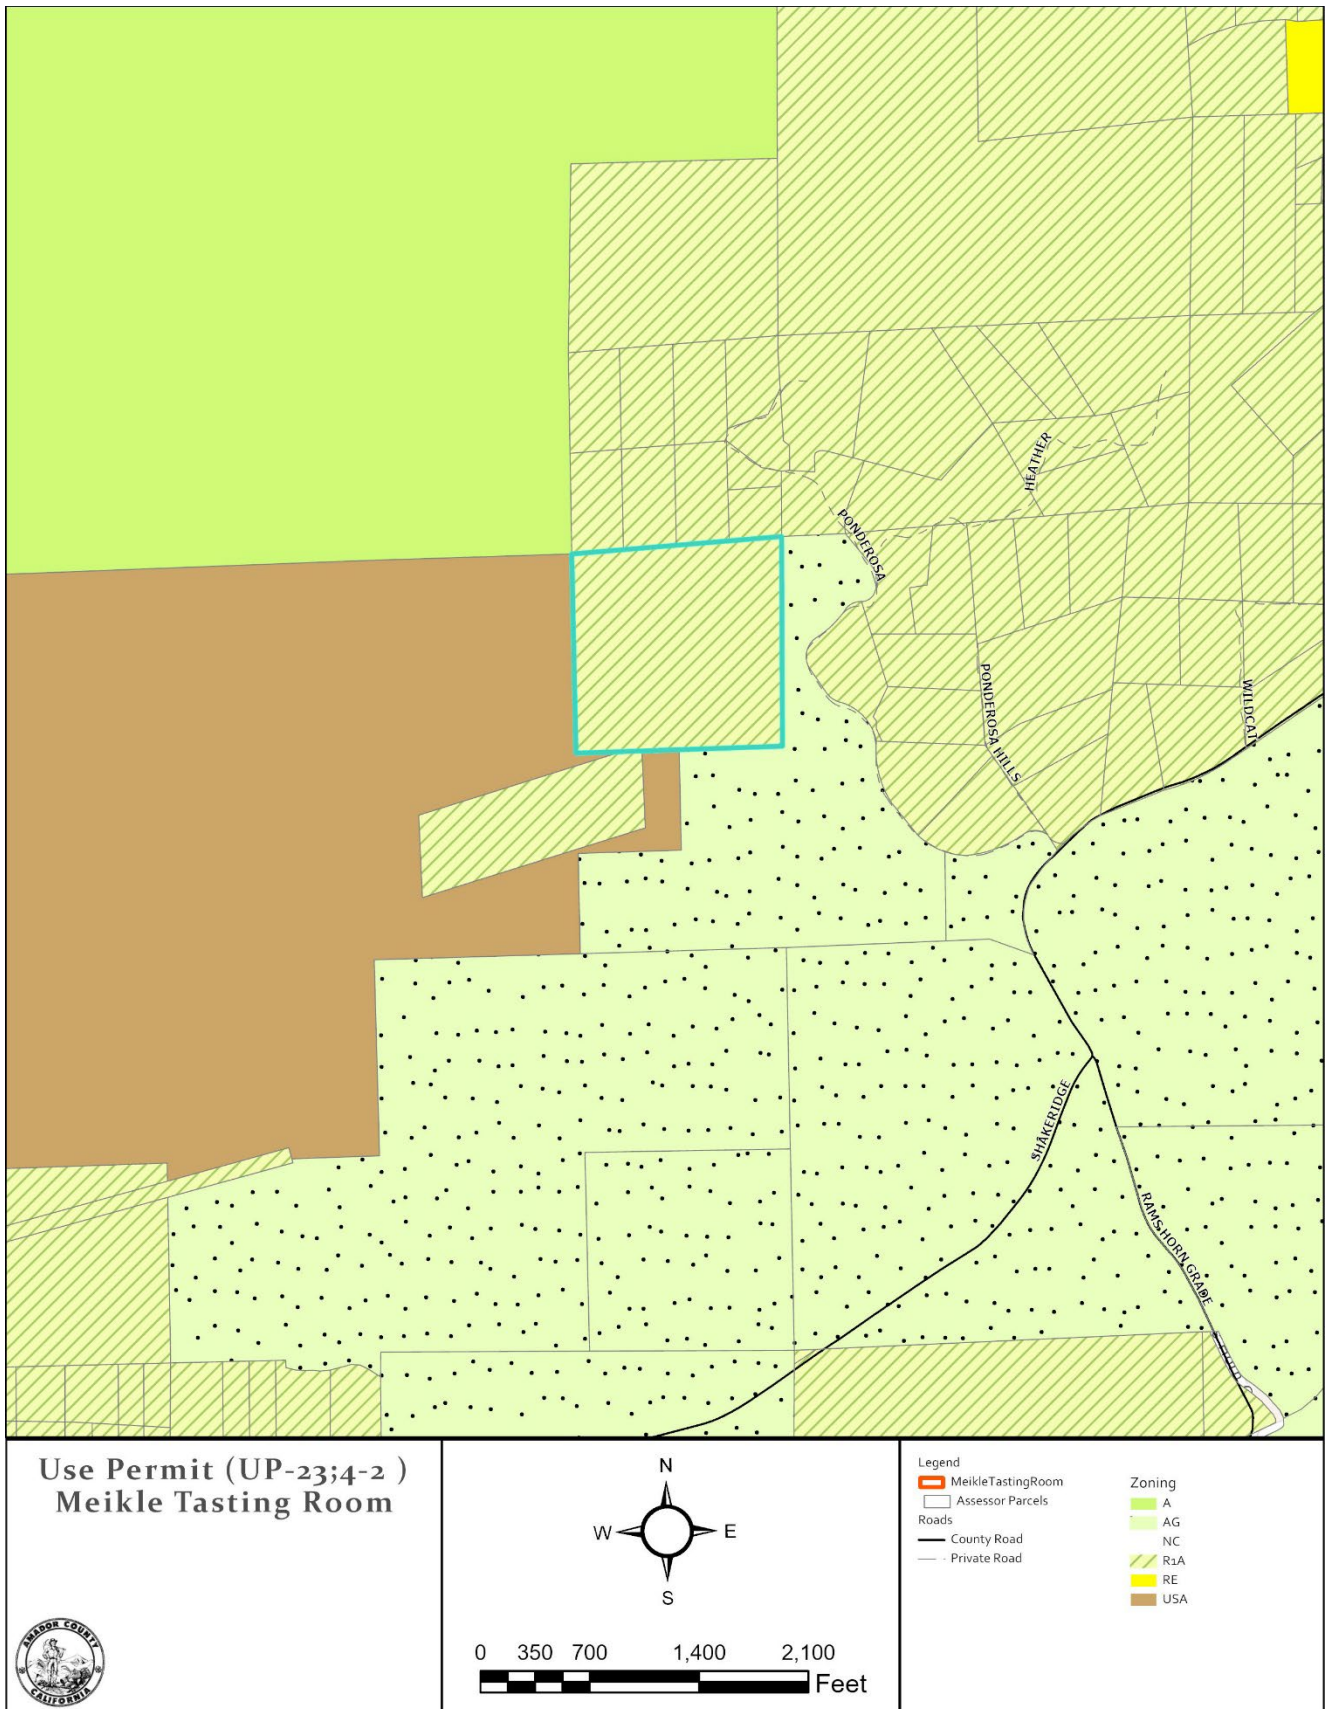 HEATHER
PONDEROSA
PONDEROSA HILLS
WILDCAT
SHAKERIDGE
RAMS HORN GRADE
Use Permit (UP-23;4-2 )
Meikle Tasting Room
AMADOR COUNTY
CALIFORNIA
N
W
E
S
0 350 700 1,400 2,100
Feet
Legend
MeikleTastingRoom
Assessor Parcels
Roads
County Road
Private Road
Zoning
A
AG
NC
R1A
RE
USA